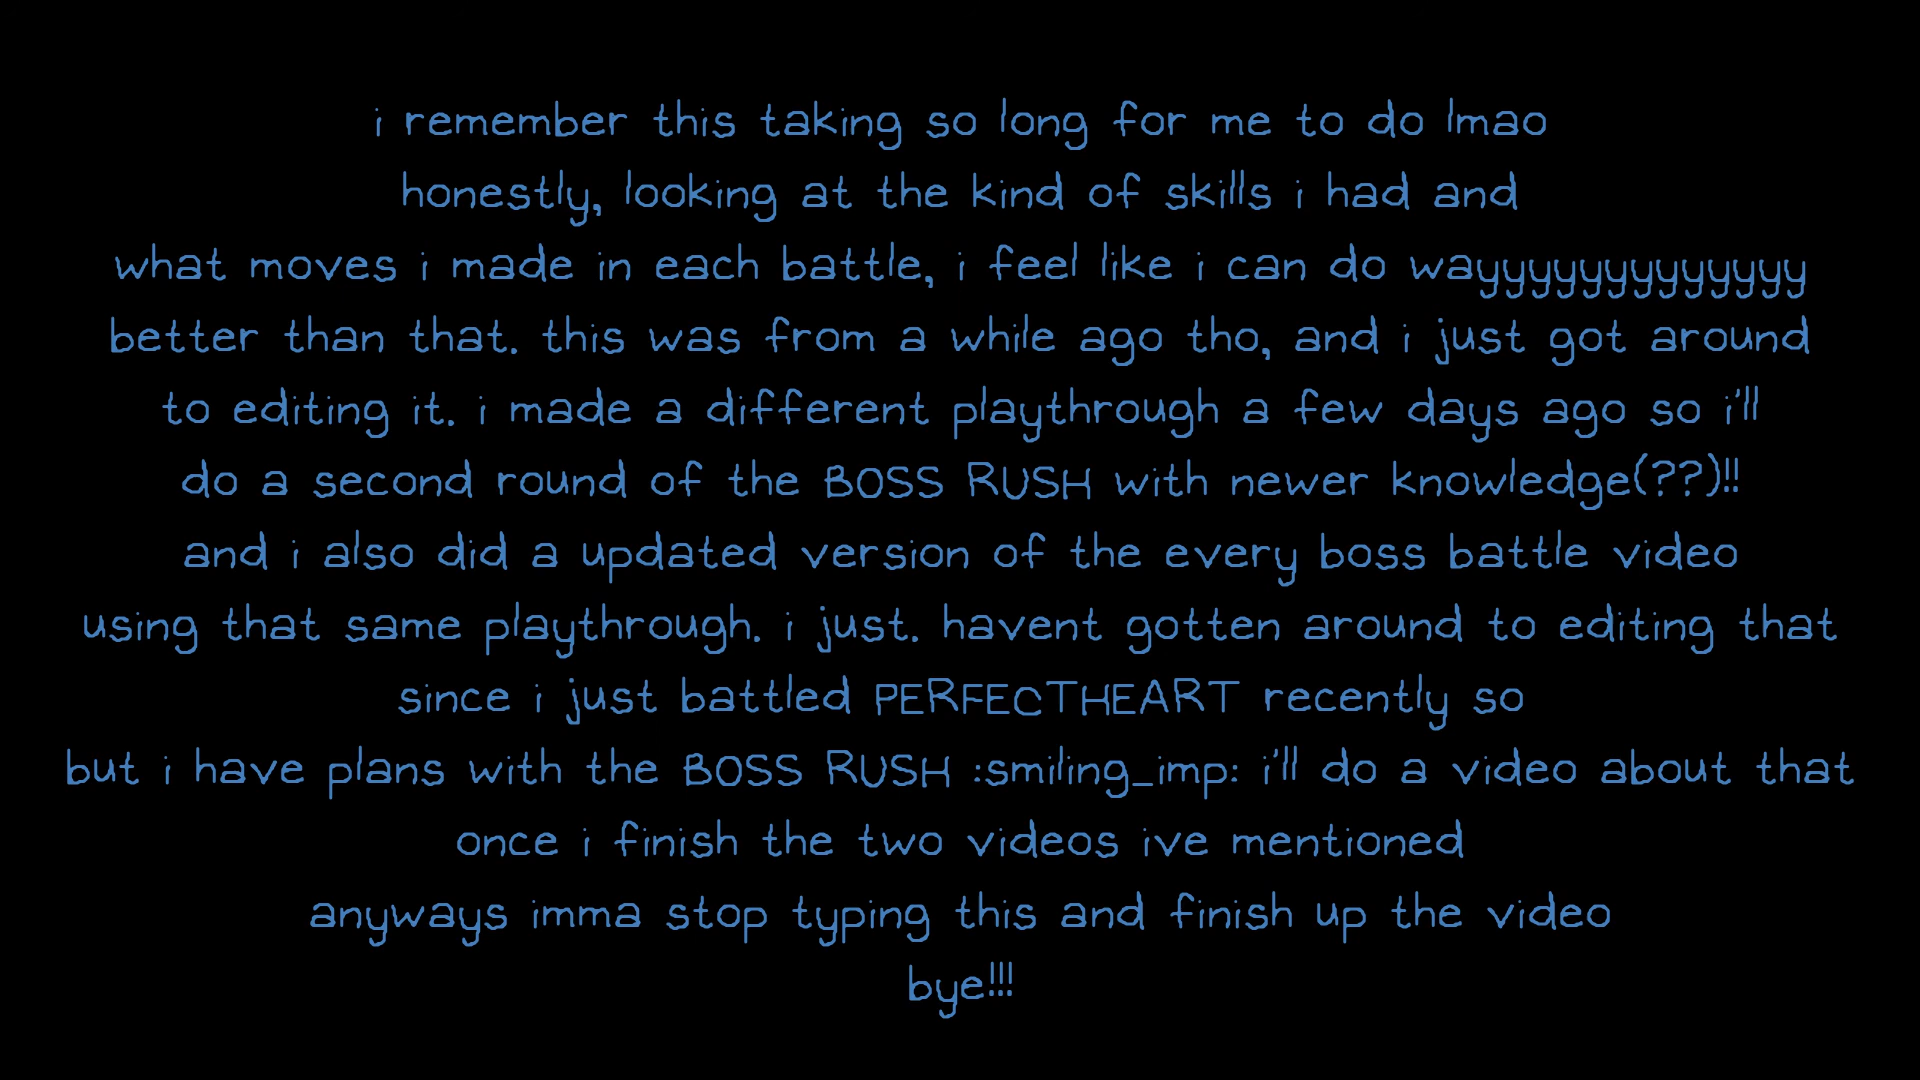 i remember this taking so long for me to do lmao
honestly, looking at the kind of skills i had and
what moves i made in each battle, i feel like i can do wayyyyyyyyyyyyy
better than that. this was from a while ago tho, and i just got around
to editing it. i made a different playthrough a few days ago so i'll
do a second round of the BOSS RUSH with newer knowledge(??)!!
and i also did a updated version of the every boss battle video
using that same playthrough. i just. havent gotten around to editing that
since i just battled PERFECTHEART recently so
but i have plans with the BOSS RUSH :smiling_imp: i'll do a video about that
once i finish the two videos ive mentioned
anyways imma stop typing this and finish up the video
bye!!!